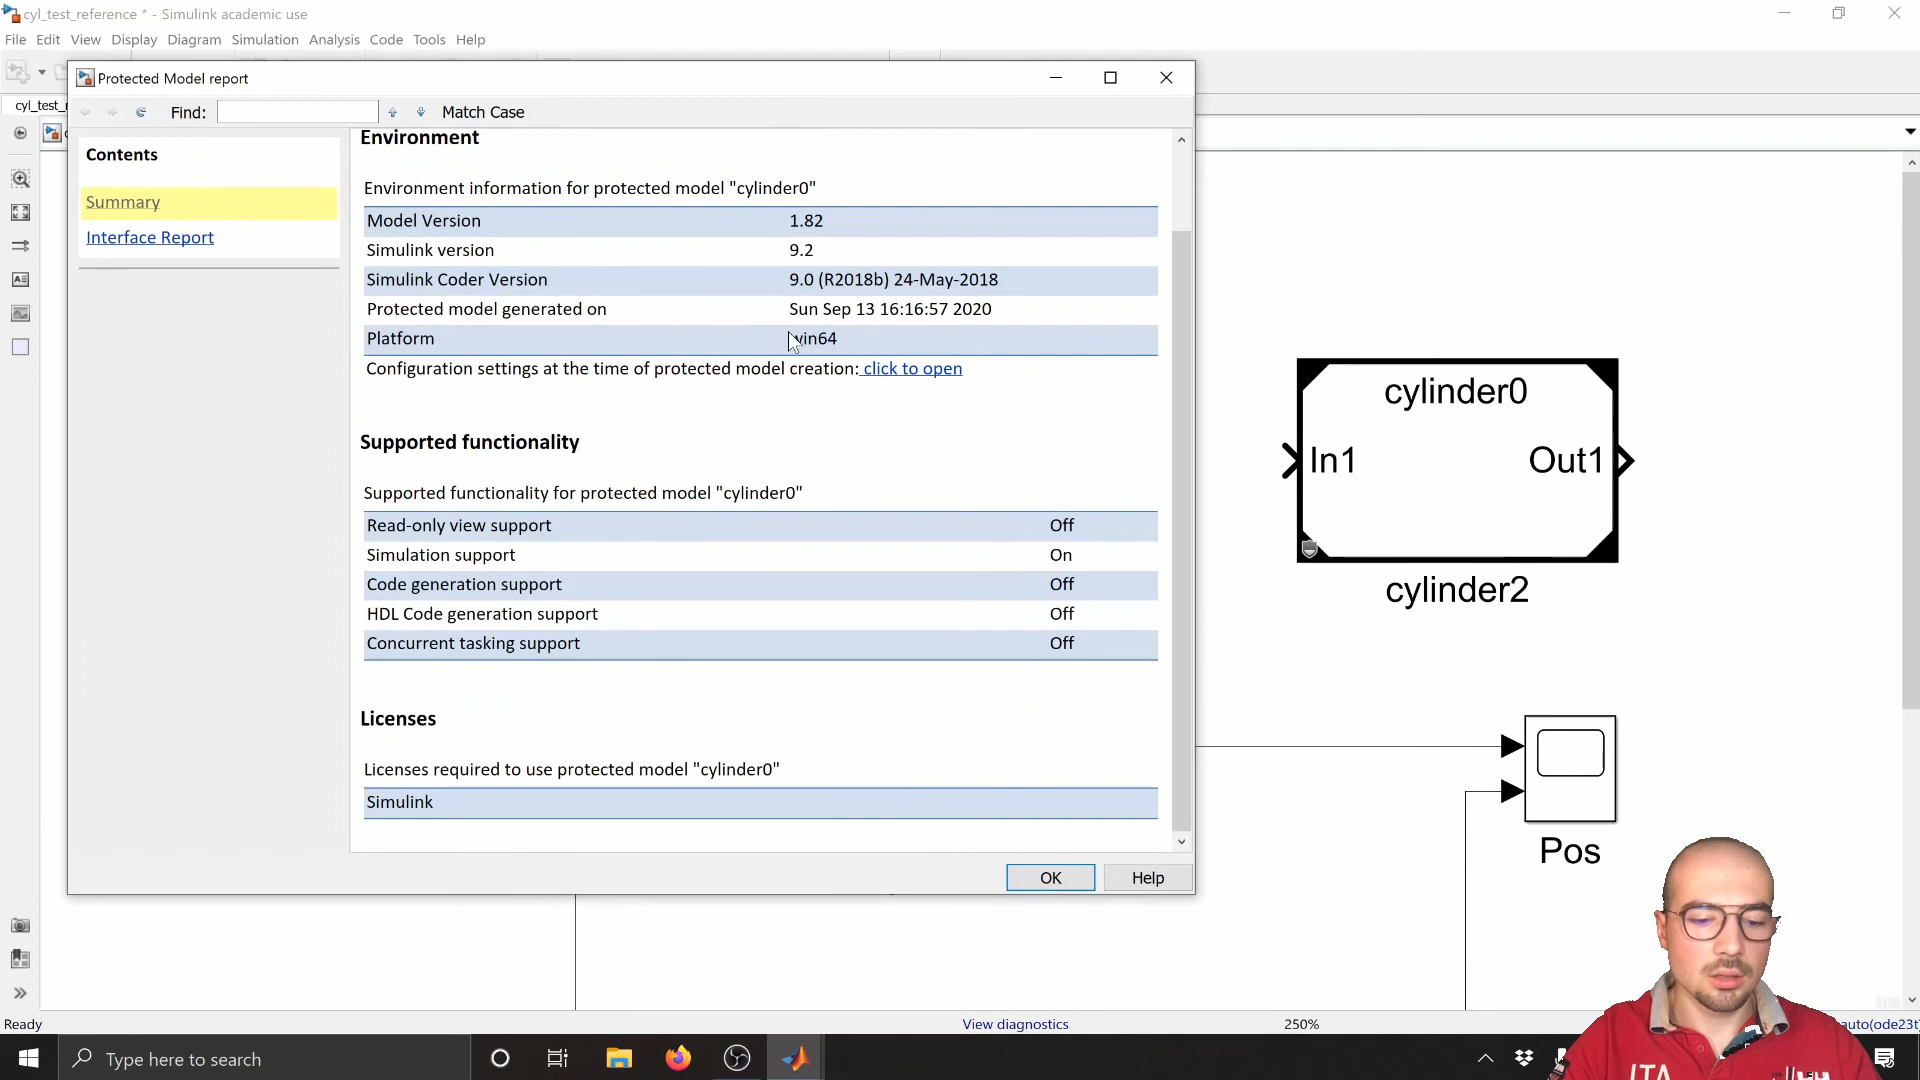 cyl_test_reference * - Simulink academic use
File Edit View Display Diagram Simulation Analysis Code Tools Help
Protected Model report
cyl_test_
Find:
Match Case
Contents
Summary
Interface Report
Environment
Environment information for protected model "cylinder0"
Model Version 1.82
Simulink version 9.2
Simulink Coder Version 9.0 (R2018b) 24-May-2018
Protected model generated on Sun Sep 13 16:16:57 2020
Platform win64
Configuration settings at the time of protected model creation: click to open
Supported functionality
Supported functionality for protected model "cylinder0"
Read-only view support Off
Simulation support On
Code generation support Off
HDL Code generation support Off
Concurrent tasking support Off
Licenses
Licenses required to use protected model "cylinder0"
Simulink
OK Help
cylinder0
In1 Out1
cylinder2
Pos
Ready View diagnostics 250% auto(ode23t)
Type here to search
ITA